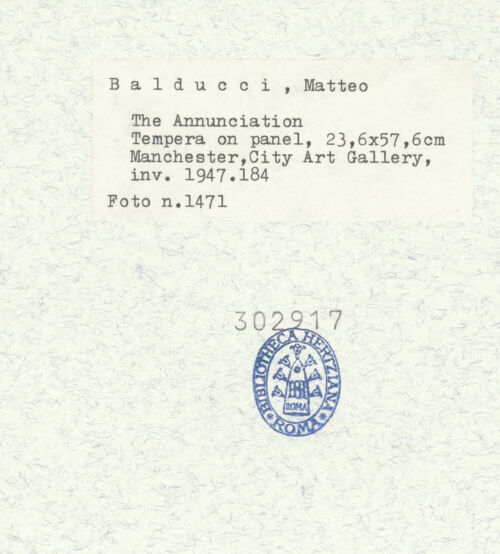 B a l d u c c i , Matteo
The Annunciation
Tempera on panel, 23,6x57,6cm
Manchester,City Art Gallery,
inv. 1947.184
Foto n.1471
302917
BIBLIOTHECA HERTZIANA
ROMA
* ROMA *